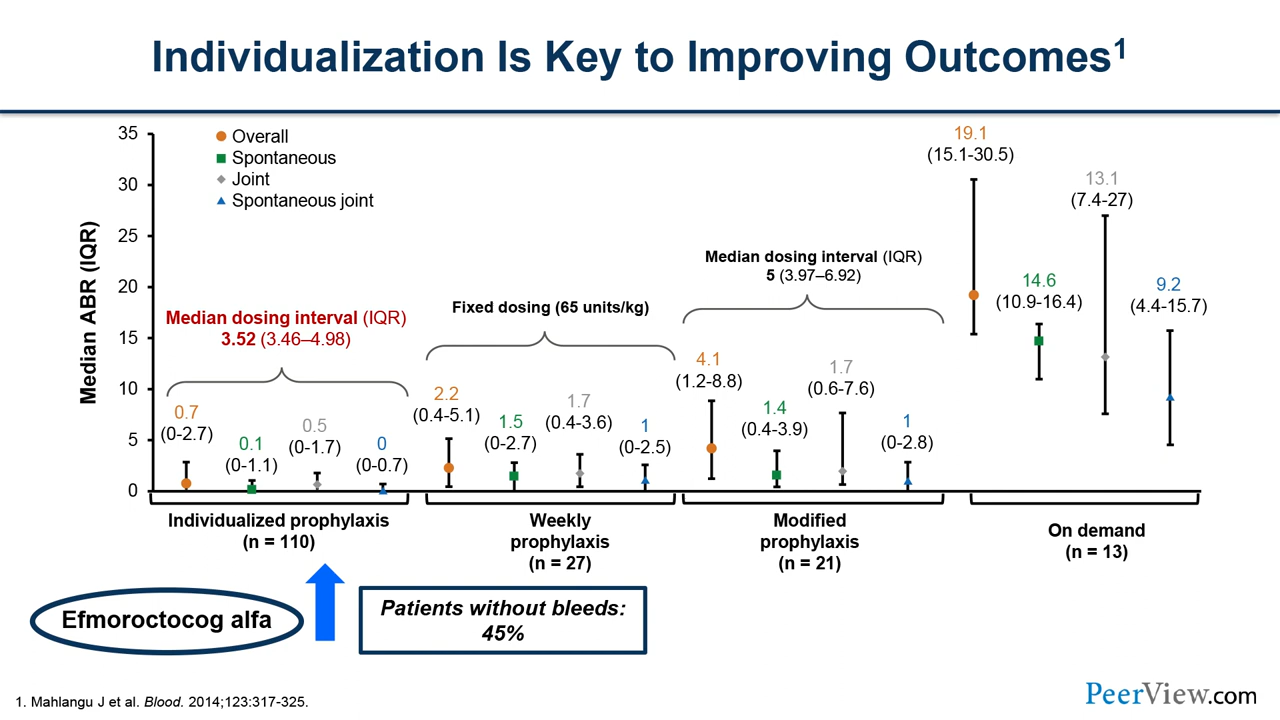 Individualization Is Key to Improving Outcomes1
Median ABR (IQR)
35
30
25
20
15
10
5
0
Overall
Spontaneous
Joint
Spontaneous joint
Median dosing interval (IQR)
3.52 (3.46–4.98)
0.7
(0-2.7)
0.1
(0-1.1)
0.5
(0-1.7)
0
(0-0.7)
Fixed dosing (65 units/kg)
2.2
(0.4-5.1)
1.5
(0-2.7)
1.7
(0.4-3.6)
1
(0-2.5)
Median dosing interval (IQR)
5 (3.97–6.92)
4.1
(1.2-8.8)
1.4
(0.4-3.9)
1.7
(0.6-7.6)
1
(0-2.8)
19.1
(15.1-30.5)
14.6
(10.9-16.4)
13.1
(7.4-27)
9.2
(4.4-15.7)
Individualized prophylaxis
(n = 110)
Weekly
prophylaxis
(n = 27)
Modified
prophylaxis
(n = 21)
On demand
(n = 13)
Efmoroctocog alfa
Patients without bleeds:
45%
1. Mahlangu J et al. Blood. 2014;123:317-325.
PeerView.com